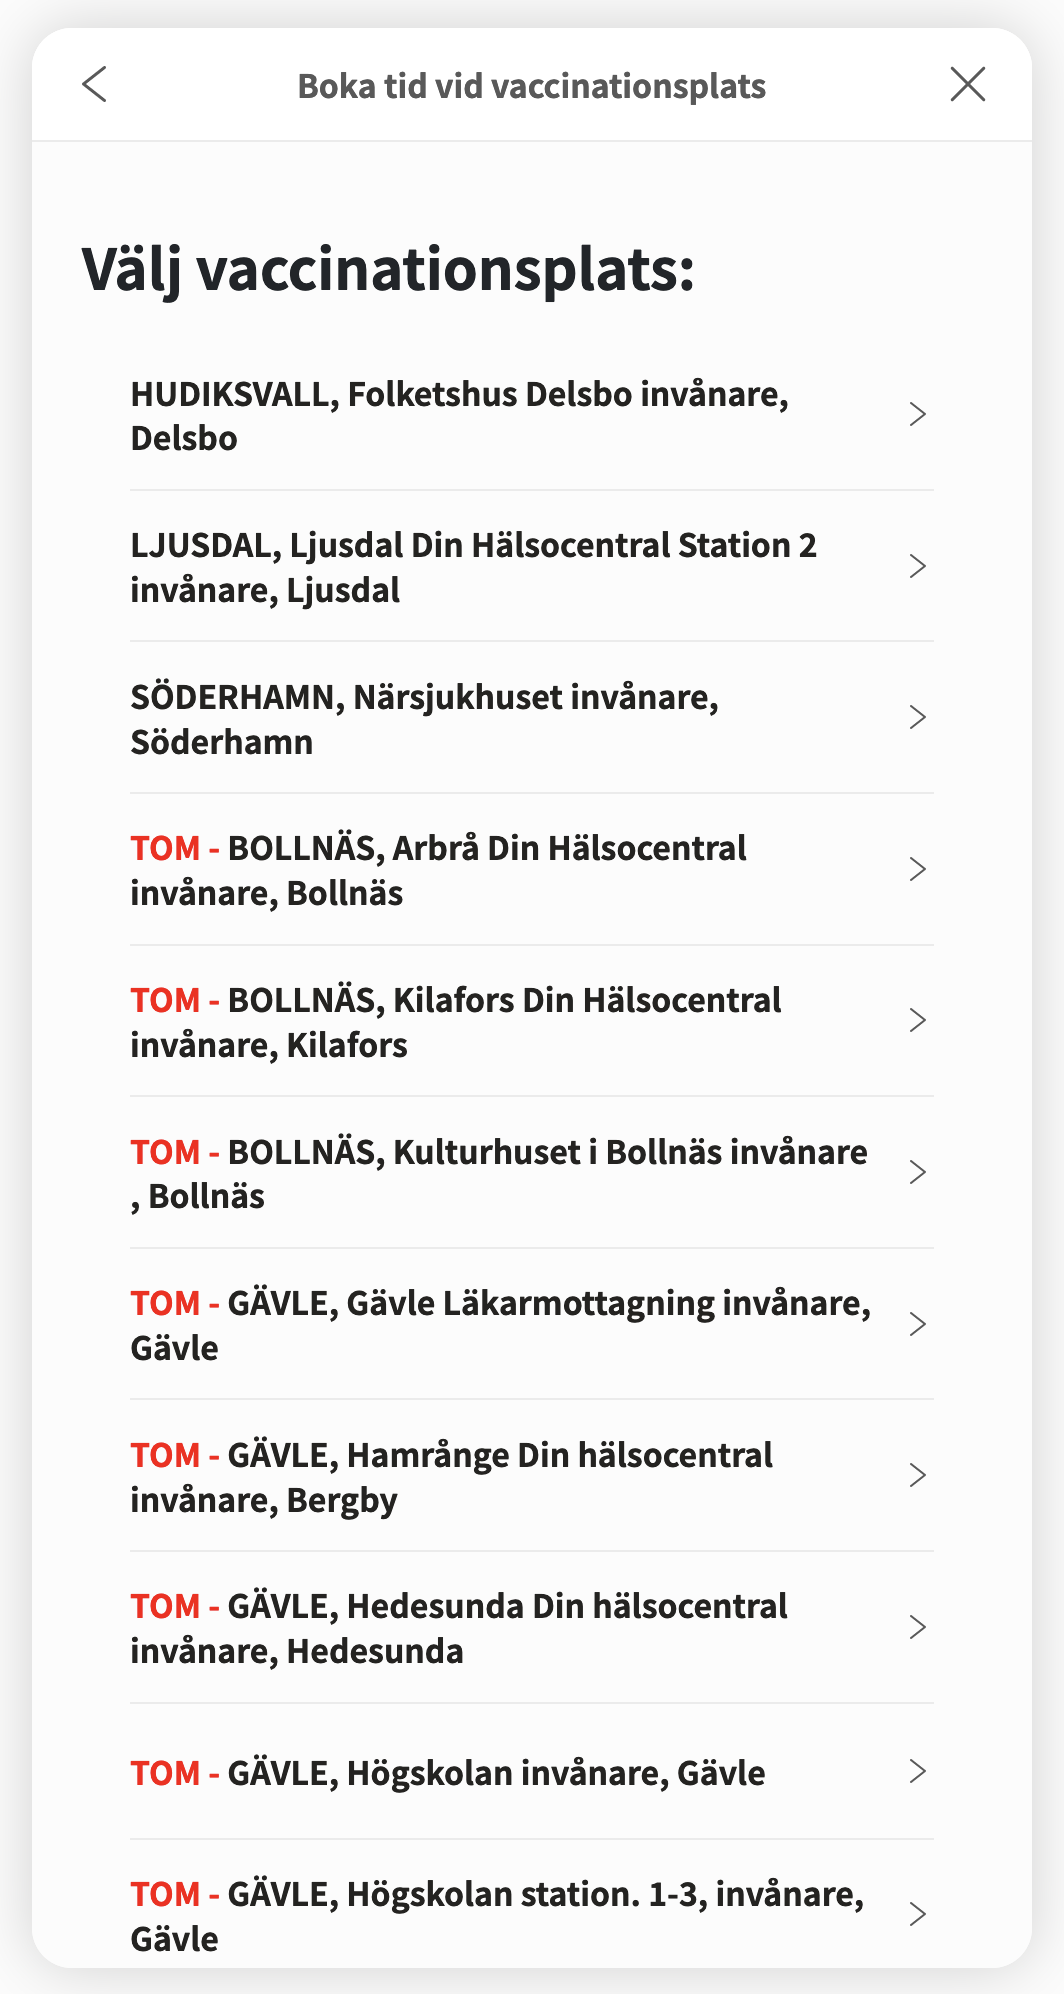 Boka tid vid vaccinationsplats
Välj vaccinationsplats:
HUDIKSVALL, Folketshus Delsbo invånare,
Delsbo
LJUSDAL, Ljusdal Din Hälsocentral Station 2
invånare, Ljusdal
SÖDERHAMN, Närsjukhuset invånare,
Söderhamn
TOM - BOLLNÄS, Arbrå Din Hälsocentral
invånare, Bollnäs
TOM - BOLLNÄS, Kilafors Din Hälsocentral
invånare, Kilafors
TOM - BOLLNÄS, Kulturhuset i Bollnäs invånare
, Bollnäs
TOM - GÄVLE, Gävle Läkarmottagning invånare,
Gävle
TOM - GÄVLE, Hamrånge Din hälsocentral
invånare, Bergby
TOM - GÄVLE, Hedesunda Din hälsocentral
invånare, Hedesunda
TOM - GÄVLE, Högskolan invånare, Gävle
TOM - GÄVLE, Högskolan station. 1-3, invånare,
Gävle